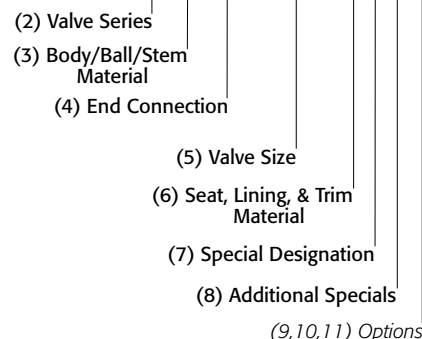 (2) Valve Series
(3) Body/Ball/Stem
Material
(4) End Connection
(5) Valve Size
(6) Seat, Lining, & Trim
Material
(7) Special Designation
(8) Additional Specials
(9,10,11) Options